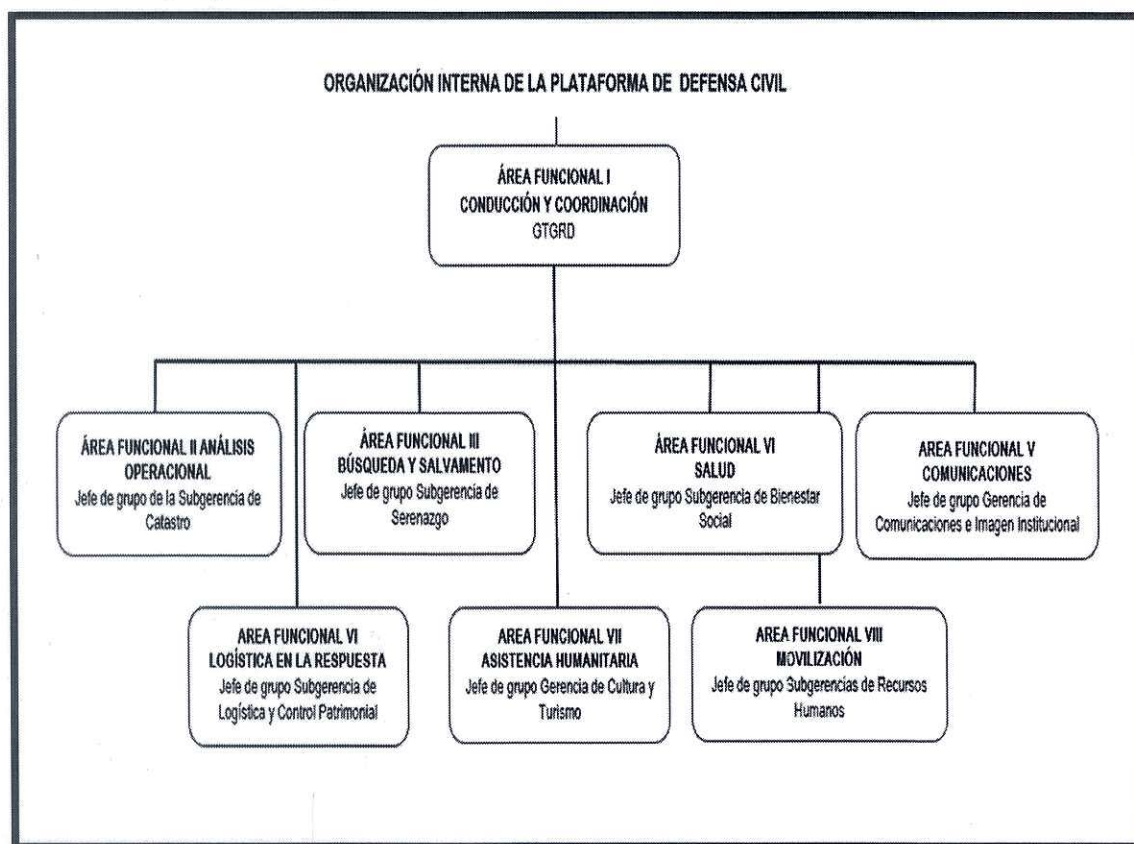 ORGANIZACIÓN INTERNA DE LA PLATAFORMA DE DEFENSA CIVIL
ÁREA FUNCIONAL I
CONDUCCIÓN Y COORDINACIÓN
GTGRD
ÁREA FUNCIONAL II ANÁLISIS
OPERACIONAL
Jefe de grupo de la Subgerencia de
Catastro
ÁREA FUNCIONAL III
BÚSQUEDA Y SALVAMENTO
Jefe de grupo Subgerencia de
Serenazgo
ÁREA FUNCIONAL VI
SALUD
Jefe de grupo Subgerencia de Bienestar
Social
AREA FUNCIONAL V
COMUNICACIONES
Jefe de grupo Gerencia de
Comunicaciones e Imagen Institucional
AREA FUNCIONAL VI
LOGÍSTICA EN LA RESPUESTA
Jefe de grupo Subgerencia de
Logística y Control Patrimonial
AREA FUNCIONAL VII
ASISTENCIA HUMANITARIA
Jefe de grupo Gerencia de Cultura y
Turismo
AREA FUNCIONAL VIII
MOVILIZACIÓN
Jefe de grupo Subgerencias de Recursos
Humanos